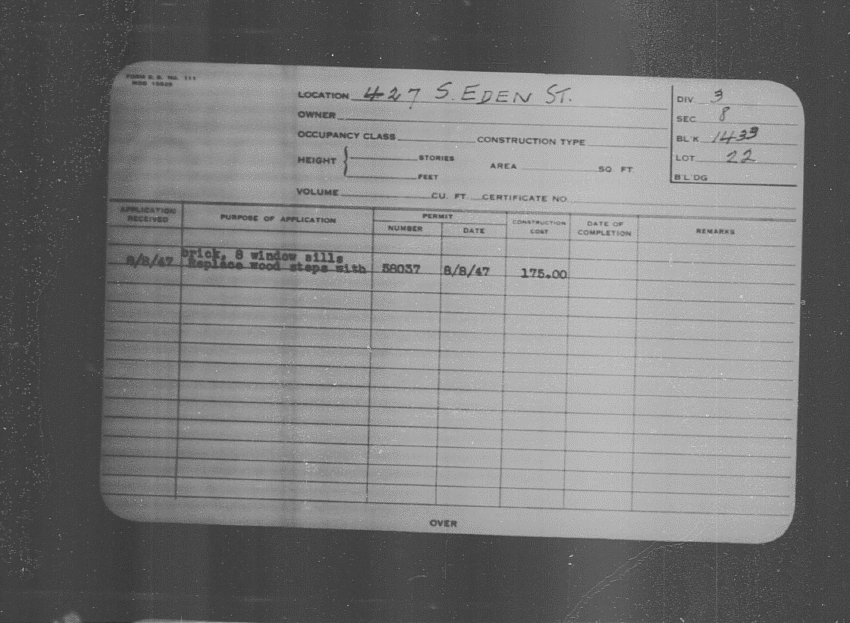 FORM S. B. No. 111
LOCATION 427 S. EDEN ST.
OWNER
OCCUPANCY CLASS CONSTRUCTION TYPE
HEIGHT { STORIES AREA SQ. FT.
FEET
VOLUME CU. FT. CERTIFICATE NO.
DIV 3
SEC. 8
BL'K 1433
LOT 22
B'L'DG
APPLICATION RECEIVED PURPOSE OF APPLICATION PERMIT CONSTRUCTION COST DATE OF COMPLETION REMARKS
NUMBER DATE
brick, 8 window sills
8/8/47 Replace wood steps with 58037 8/8/47 175.00
OVER